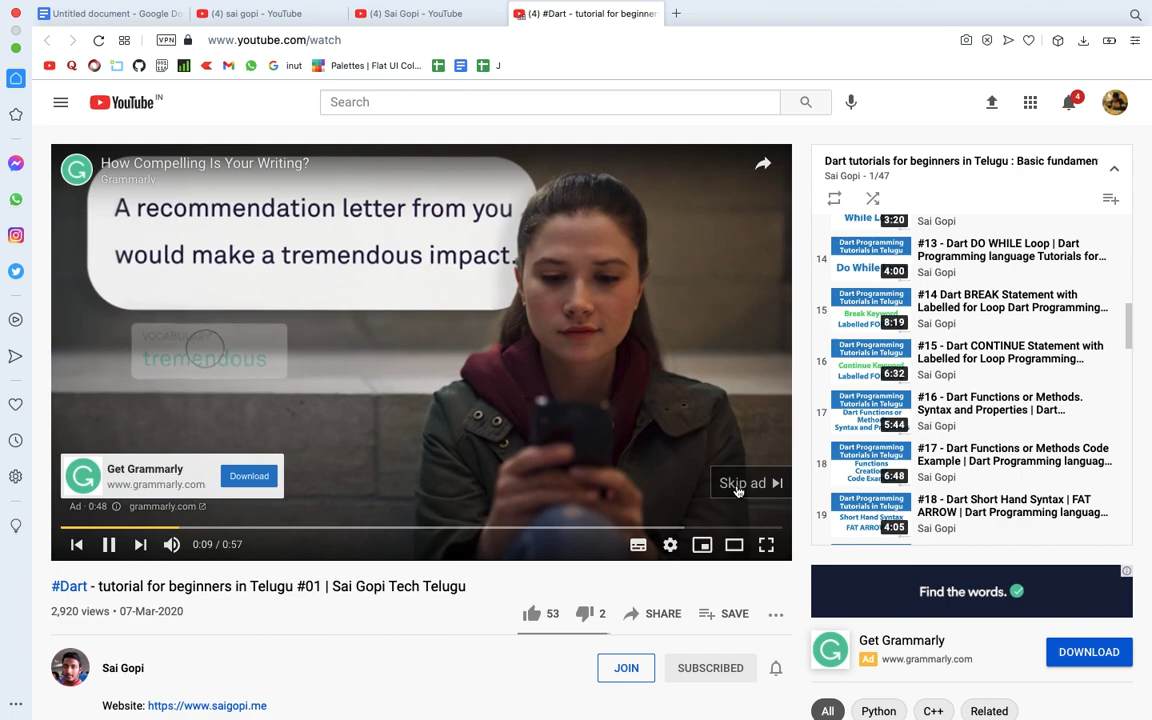 Untitled document - Google Do
(4) sai gopi - YouTube
(4) Sai Gopi - YouTube
(4) #Dart - tutorial for beginner
VPN
www.youtube.com/watch
inut
Palettes | Flat UI Col...
J
YouTube IN
Search
4
How Compelling Is Your Writing?
Grammarly
A recommendation letter from you
would make a tremendous impact.
VOCABULARY
tremendous
Get Grammarly
www.grammarly.com
Download
Skip ad
Ad · 0:48
grammarly.com
0:09 / 0:57
#Dart - tutorial for beginners in Telugu #01 | Sai Gopi Tech Telugu
2,920 views • 07-Mar-2020
53
2
SHARE
SAVE
Sai Gopi
JOIN
SUBSCRIBED
Website: https://www.saigopi.me
Dart tutorials for beginners in Telugu : Basic fundamen
Sai Gopi - 1/47
While L
3:20
Sai Gopi
14
Dart Programming
Tutorials in Telugu
Do While
4:00
#13 - Dart DO WHILE Loop | Dart
Programming language Tutorials for...
Sai Gopi
15
Dart Programming
Tutorials in Telugu
Break Keyword
Labelled FO
8:19
#14 Dart BREAK Statement with
Labelled for Loop Dart Programming...
Sai Gopi
16
Dart Programming
Tutorials in Telugu
Continue Keyword
Labelled FO
6:32
#15 - Dart CONTINUE Statement with
Labelled for Loop Programming...
Sai Gopi
17
Dart Programming
Tutorials in Telugu
Dart Functions or
Metho
Syntax and Pr
5:44
#16 - Dart Functions or Methods.
Syntax and Properties | Dart...
Sai Gopi
18
Dart Programming
Tutorials in Telugu
Functions
Creatio
Code Exa
6:48
#17 - Dart Functions or Methods Code
Example | Dart Programming languag...
Sai Gopi
19
Dart Programming
Tutorials in Telugu
Short Hand Syntax
FAT ARRO
4:05
#18 - Dart Short Hand Syntax | FAT
ARROW | Dart Programming languag...
Sai Gopi
Find the words.
Get Grammarly
Ad www.grammarly.com
DOWNLOAD
All
Python
C++
Related